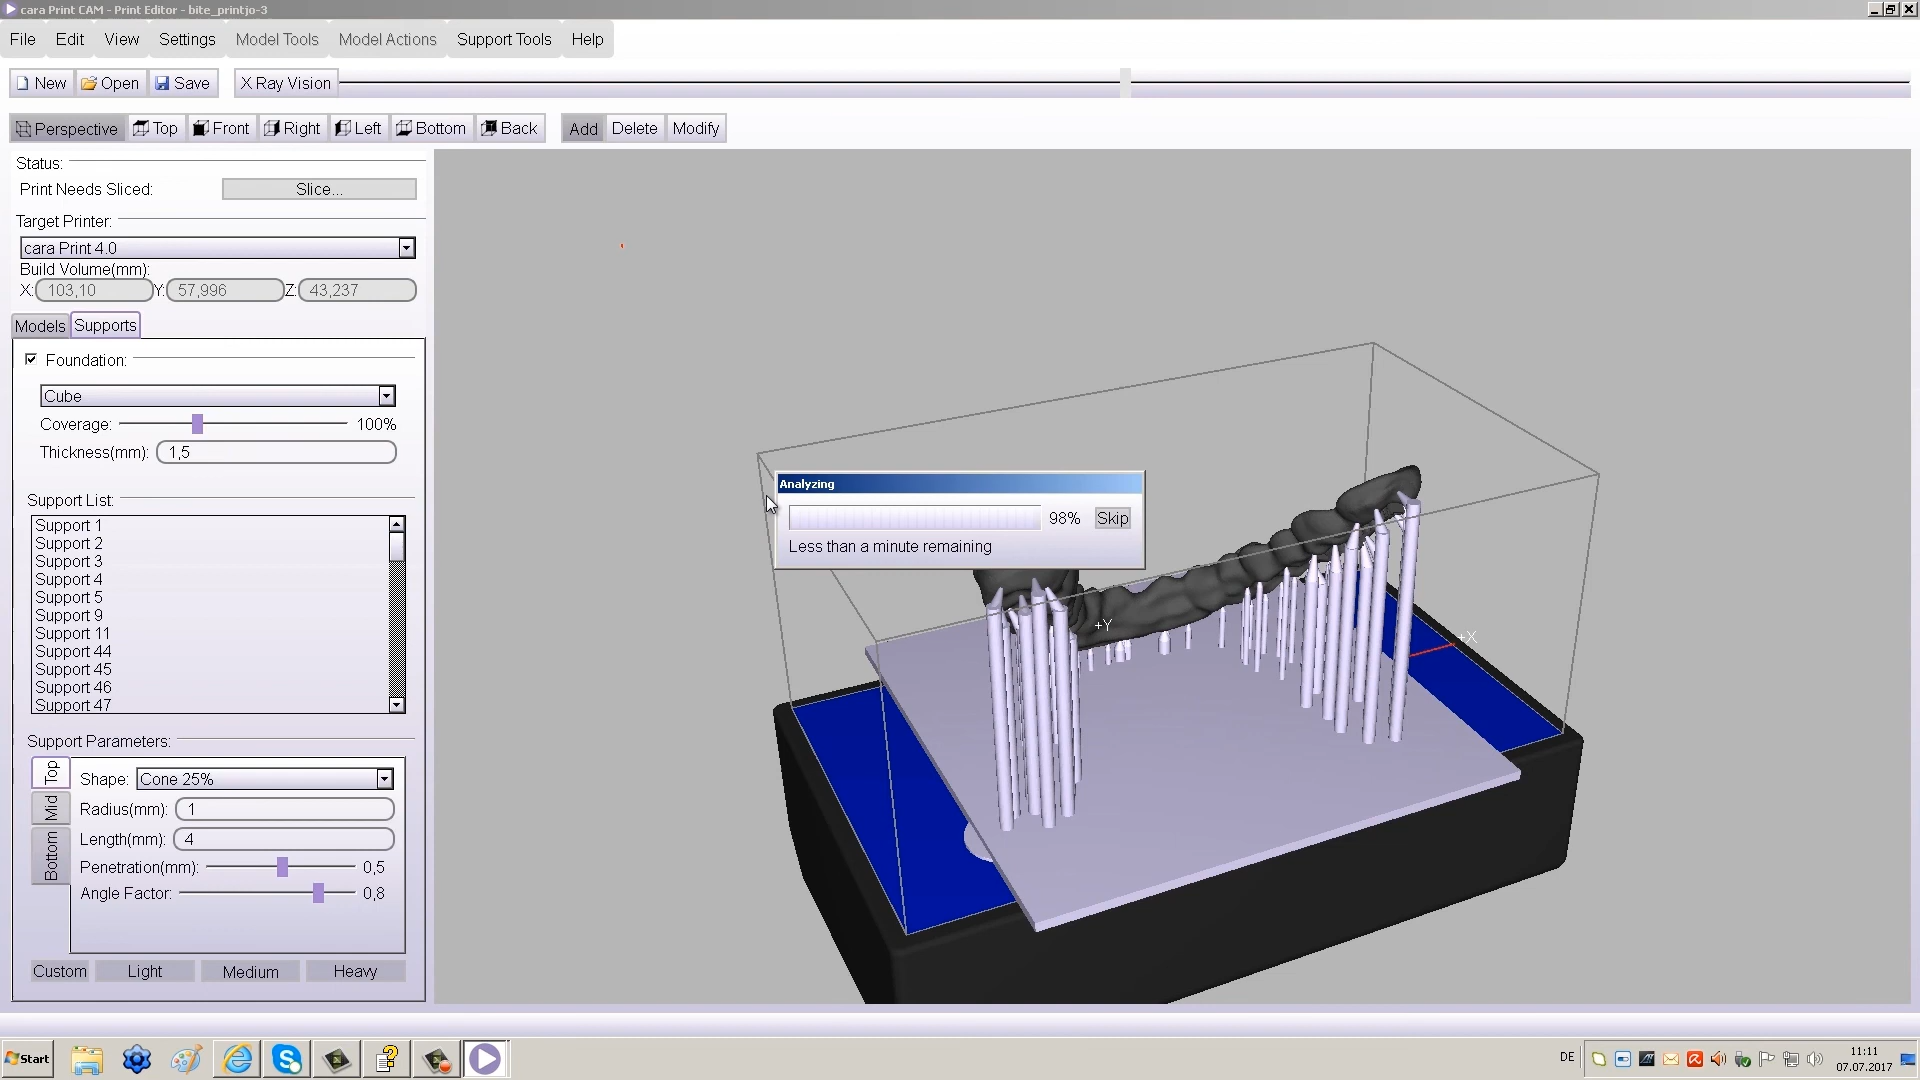 cara Print CAM - Print Editor - bite_printjo-3
File Edit View Settings Model Tools Model Actions Support Tools Help
New Open Save X Ray Vision
Perspective Top Front Right Left Bottom Back Add Delete Modify
Status:
Print Needs Sliced: Slice...
Target Printer:
cara Print 4.0
Build Volume(mm):
X: 103,10 Y: 57,996 Z: 43,237
Models Supports
Foundation:
Cube
Coverage: 100%
Thickness(mm): 1,5
Support List:
Support 1
Support 2
Support 3
Support 4
Support 5
Support 9
Support 11
Support 44
Support 45
Support 46
Support 47
Support Parameters:
Top
Mid
Bottom
Shape: Cone 25%
Radius(mm): 1
Length(mm): 4
Penetration(mm): 0,5
Angle Factor: 0,8
Custom Light Medium Heavy
Analyzing
98% Skip
Less than a minute remaining
+Y
+X
Start
DE
11:11
07.07.2017